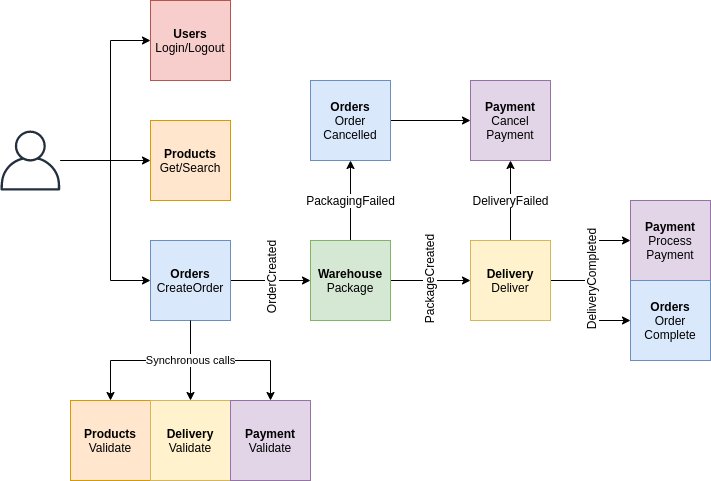 Users
Login/Logout
Products
Get/Search
Orders
Order
Cancelled
Payment
Cancel
Payment
PackagingFailed
DeliveryFailed
Orders
CreateOrder
OrderCreated
Warehouse
Package
PackageCreated
Delivery
Deliver
DeliveryCompleted
Payment
Process
Payment
Orders
Order
Complete
Synchronous calls
Products
Validate
Delivery
Validate
Payment
Validate